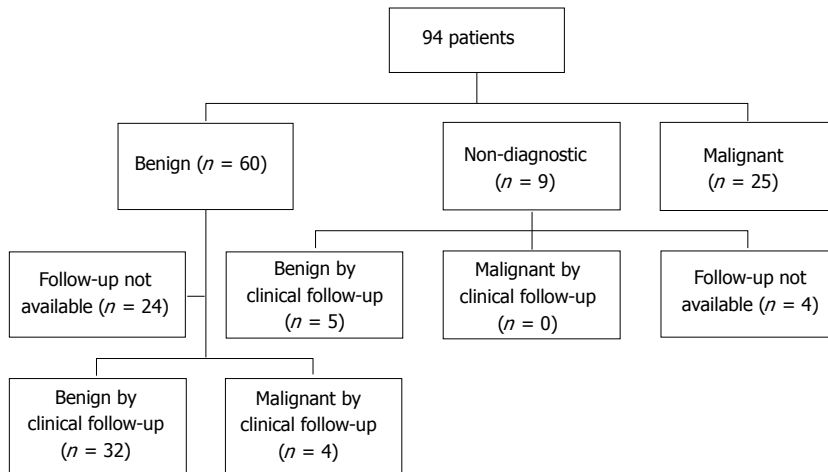 94 patients
Benign (n = 60)
Non-diagnostic
(n = 9)
Malignant
(n = 25)
Follow-up not
available (n = 24)
Benign by
clinical follow-up
(n = 5)
Malignant by
clinical follow-up
(n = 0)
Follow-up not
available (n = 4)
Benign by
clinical follow-up
(n = 32)
Malignant by
clinical follow-up
(n = 4)